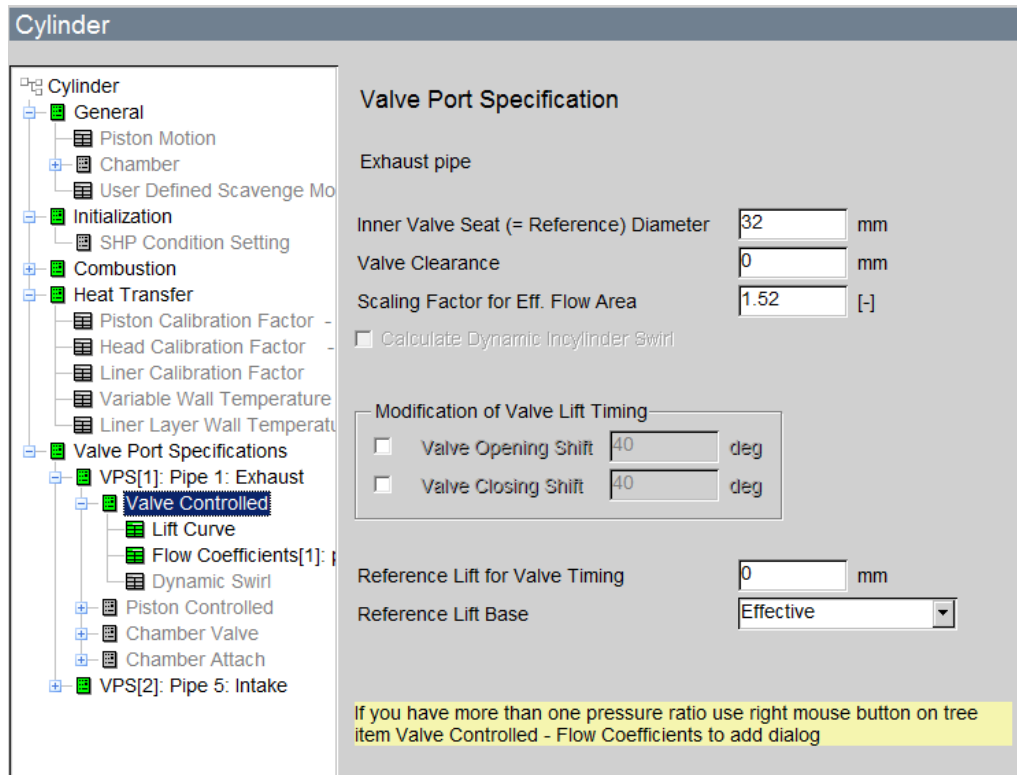 Cylinder
Cylinder
General
Piston Motion
Chamber
User Defined Scavenge Mo
Initialization
SHP Condition Setting
Combustion
Heat Transfer
Piston Calibration Factor -
Head Calibration Factor -
Liner Calibration Factor
Variable Wall Temperature
Liner Layer Wall Temperatu
Valve Port Specifications
VPS[1]: Pipe 1: Exhaust
Valve Controlled
Lift Curve
Flow Coefficients[1]: p
Dynamic Swirl
Piston Controlled
Chamber Valve
Chamber Attach
VPS[2]: Pipe 5: Intake
Valve Port Specification
Exhaust pipe
Inner Valve Seat (= Reference) Diameter 32 mm
Valve Clearance 0 mm
Scaling Factor for Eff. Flow Area 1.52 [-]
Calculate Dynamic Incylinder Swirl
Modification of Valve Lift Timing
Valve Opening Shift 40 deg
Valve Closing Shift 40 deg
Reference Lift for Valve Timing 0 mm
Reference Lift Base Effective
If you have more than one pressure ratio use right mouse button on tree
item Valve Controlled - Flow Coefficients to add dialog